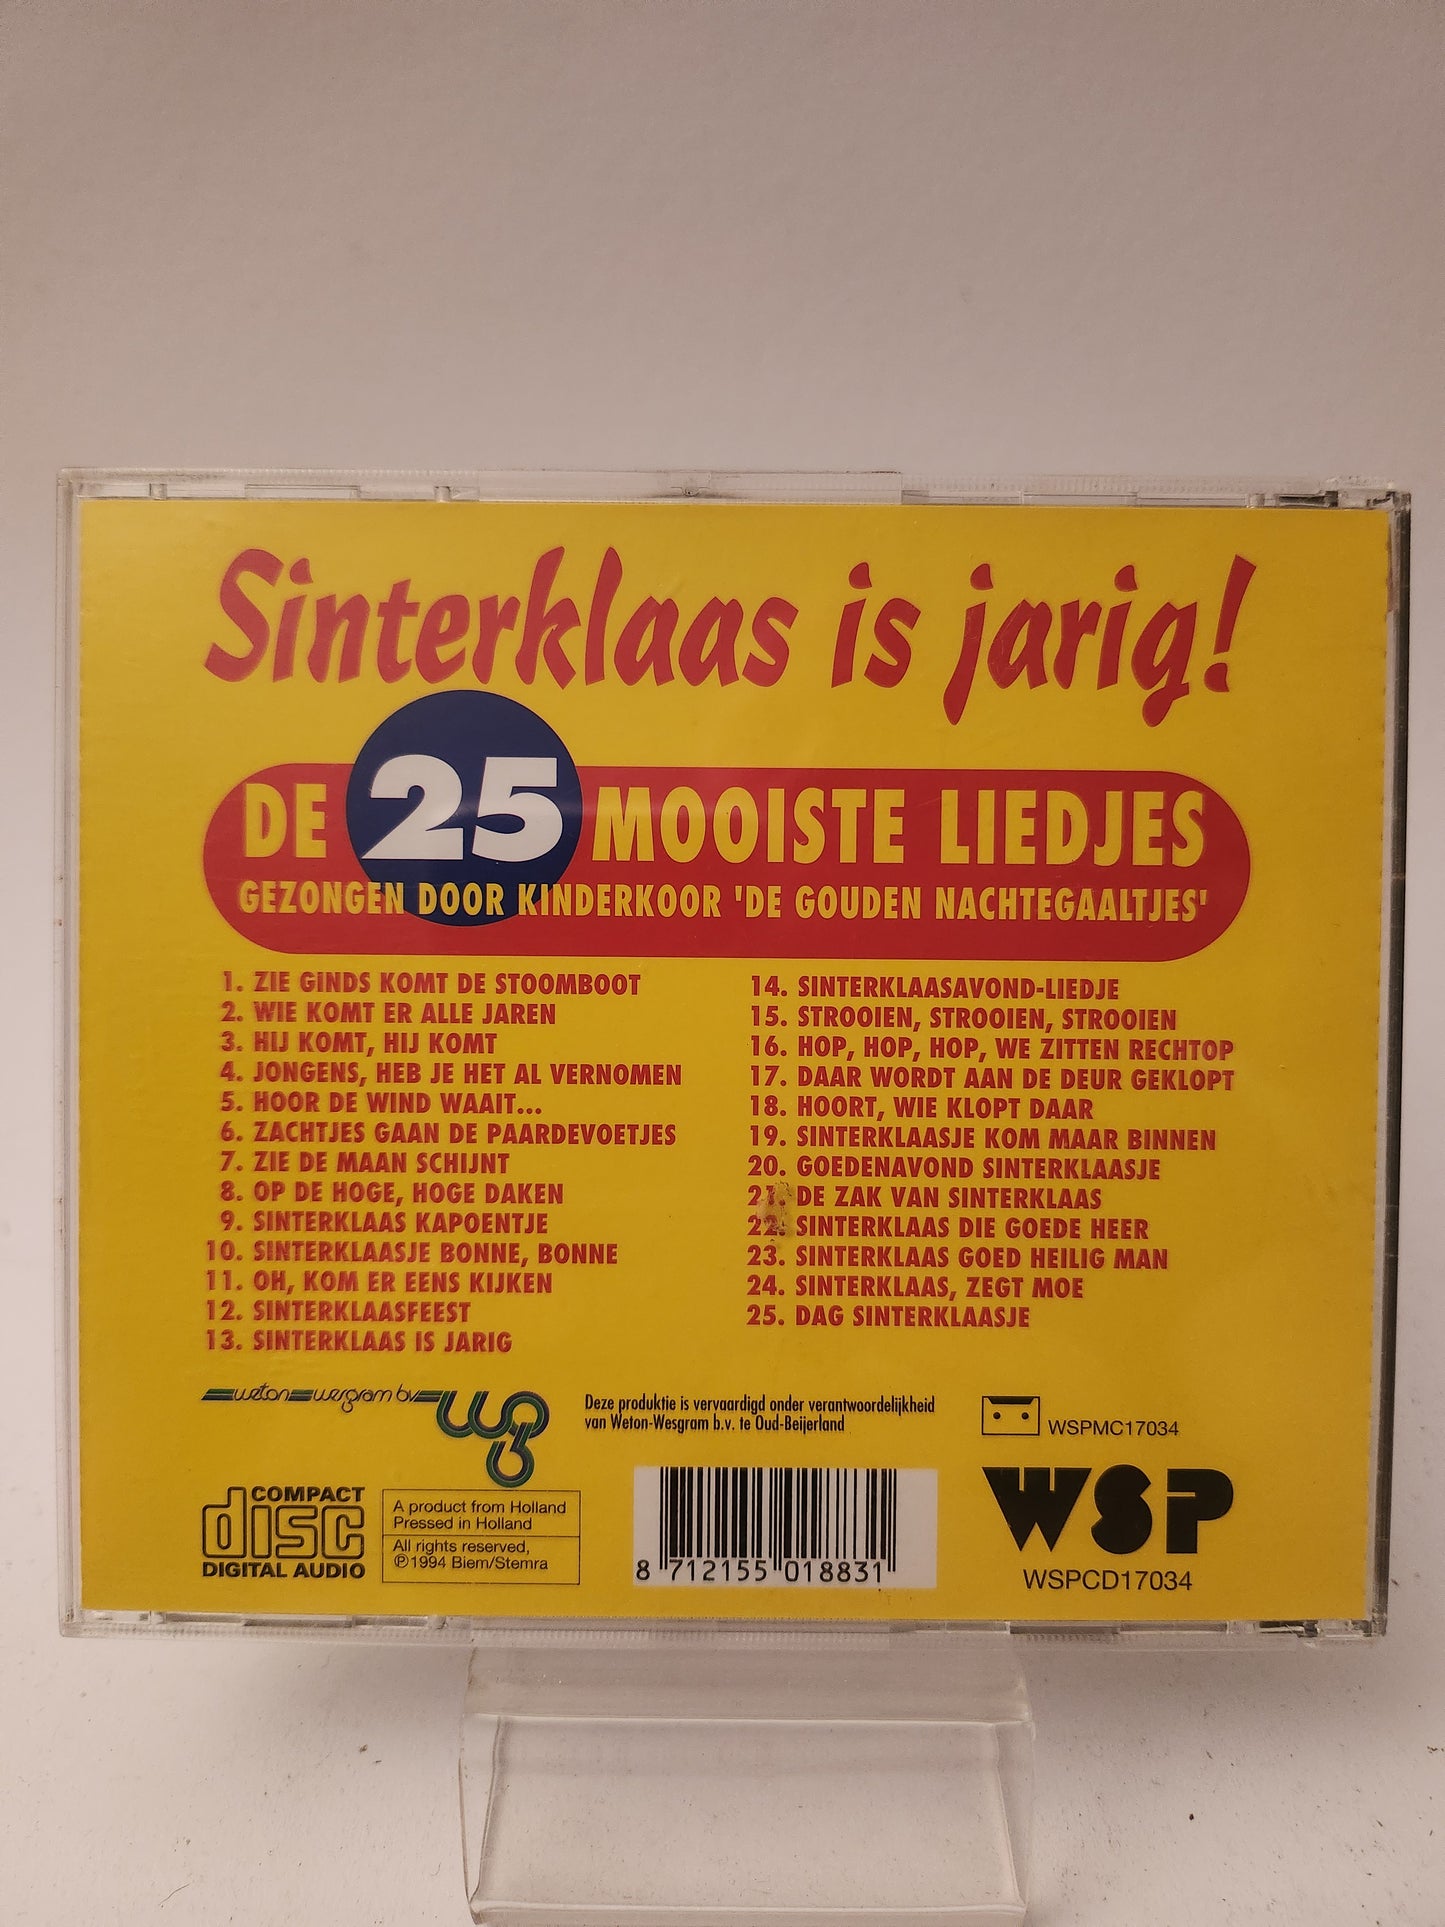 Sinterklaas is jarig!
DE 25 MOOISTE LIEDJES
GEZONGEN DOOR KINDERKOOR 'DE GOUDEN NACHTEGAALTJES'
1. ZIE GINDS KOMT DE STOOMBOOT
2. WIE KOMT ER ALLE JAREN
3. HIJ KOMT, HIJ KOMT
4. JONGENS, HEB JE HET AL VERNOMEN
5. HOOR DE WIND WAAIT...
6. ZACHTJES GAAN DE PAARDEVOETJES
7. ZIE DE MAAN SCHIJNT
8. OP DE HOGE, HOGE DAKEN
9. SINTERKLAAS KAPOENTJE
10. SINTERKLAASJE BONNE, BONNE
11. OH, KOM ER EENS KIJKEN
12. SINTERKLAASFEEST
13. SINTERKLAAS IS JARIG
14. SINTERKLAASAVOND-LIEDJE
15. STROOIEN, STROOIEN, STROOIEN
16. HOP, HOP, HOP, WE ZITTEN RECHTOP
17. DAAR WORDT AAN DE DEUR GEKLOPT
18. HOORT, WIE KLOPT DAAR
19. SINTERKLAASJE KOM MAAR BINNEN
20. GOEDENAVOND SINTERKLAASJE
21. DE ZAK VAN SINTERKLAAS
22. SINTERKLAAS DIE GOEDE HEER
23. SINTERKLAAS GOED HEILIG MAN
24. SINTERKLAAS, ZEGT MOE
25. DAG SINTERKLAASJE
weton wesgram bv wg
Deze produktie is vervaardigd onder verantwoordelijkheid
van Weton-Wesgram b.v. te Oud-Beijerland
WSPMC17034
COMPACT
disc
DIGITAL AUDIO
A product from Holland
Pressed in Holland
All rights reserved,
℗1994 Biem/Stemra
8 712155 018831
WSP
WSPCD17034